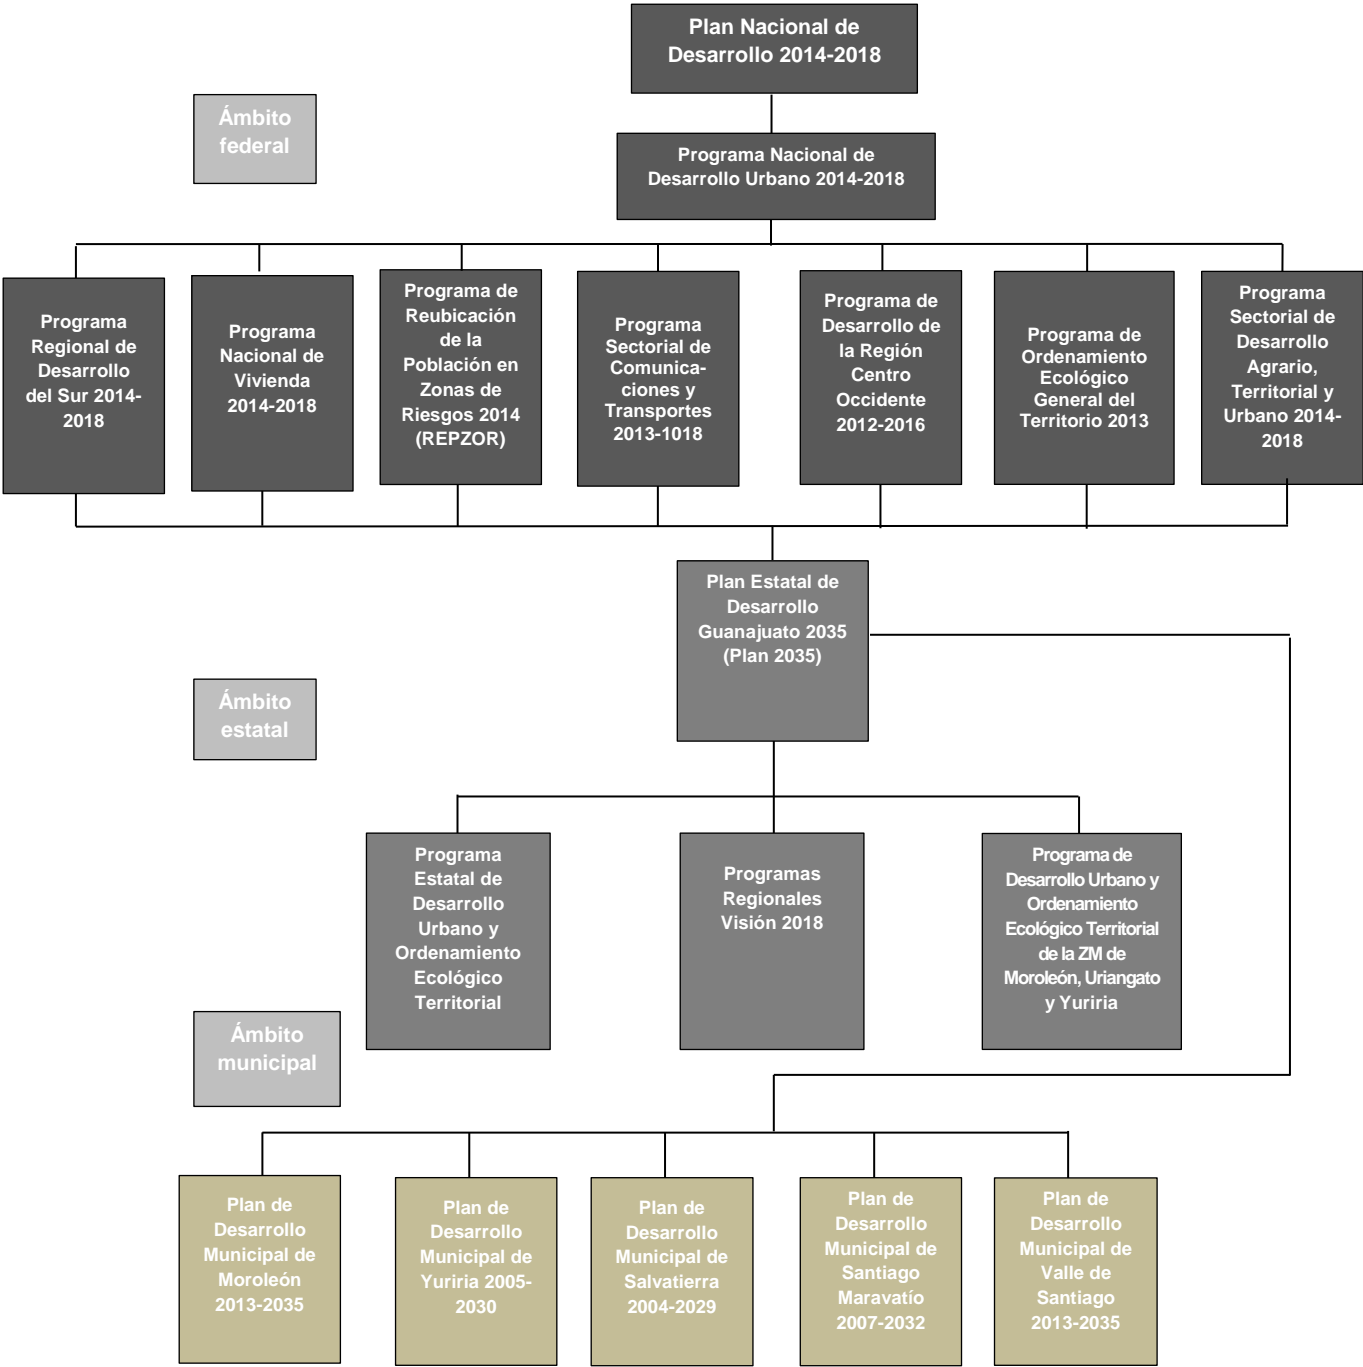 Plan Nacional de
Desarrollo 2014-2018
Ámbito
federal
Programa Nacional de
Desarrollo Urbano 2014-2018
Programa
Regional de
Desarrollo
del Sur 2014-
2018
Programa
Nacional de
Vivienda
2014-2018
Programa de
Reubicación
de la
Población en
Zonas de
Riesgos 2014
(REPZOR)
Programa
Sectorial de
Comunica-
ciones y
Transportes
2013-1018
Programa de
Desarrollo de
la Región
Centro
Occidente
2012-2016
Programa de
Ordenamiento
Ecológico
General del
Territorio 2013
Programa
Sectorial de
Desarrollo
Agrario,
Territorial y
Urbano 2014-
2018
Plan Estatal de
Desarrollo
Guanajuato 2035
(Plan 2035)
Ámbito
estatal
Programa
Estatal de
Desarrollo
Urbano y
Ordenamiento
Ecológico
Territorial
Programas
Regionales
Visión 2018
Programa de
Desarrollo Urbano y
Ordenamiento
Ecológico Territorial
de la ZM de
Moroleón, Uriangato
y Yuriria
Ámbito
municipal
Plan de
Desarrollo
Municipal de
Moroleón
2013-2035
Plan de
Desarrollo
Municipal de
Yuriria 2005-
2030
Plan de
Desarrollo
Municipal de
Salvatierra
2004-2029
Plan de
Desarrollo
Municipal de
Santiago
Maravatío
2007-2032
Plan de
Desarrollo
Municipal de
Valle de
Santiago
2013-2035